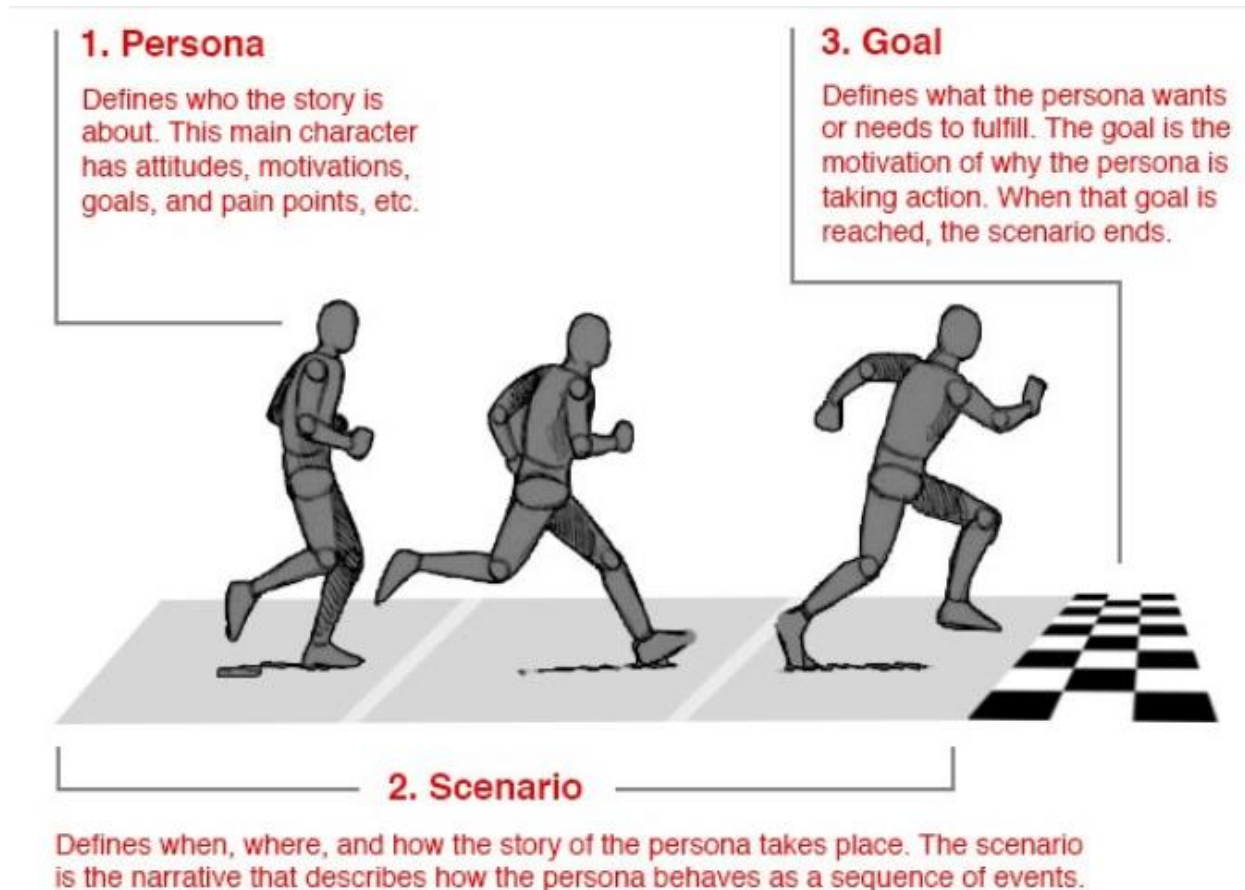 1. Persona
Defines who the story is
about. This main character
has attitudes, motivations,
goals, and pain points, etc.
3. Goal
Defines what the persona wants
or needs to fulfill. The goal is the
motivation of why the persona is
taking action. When that goal is
reached, the scenario ends.
2. Scenario
Defines when, where, and how the story of the persona takes place. The scenario
is the narrative that describes how the persona behaves as a sequence of events.